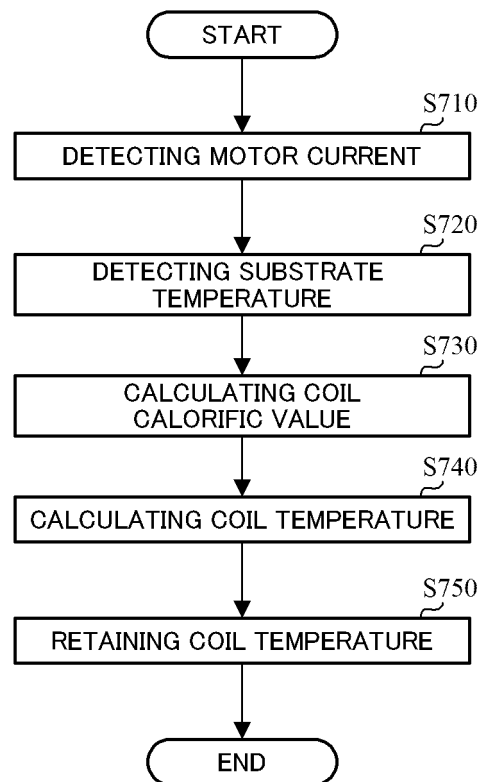 START
S710
DETECTING MOTOR CURRENT
S720
DETECTING SUBSTRATE
TEMPERATURE
S730
CALCULATING COIL
CALORIFIC VALUE
S740
CALCULATING COIL TEMPERATURE
S750
RETAINING COIL TEMPERATURE
END